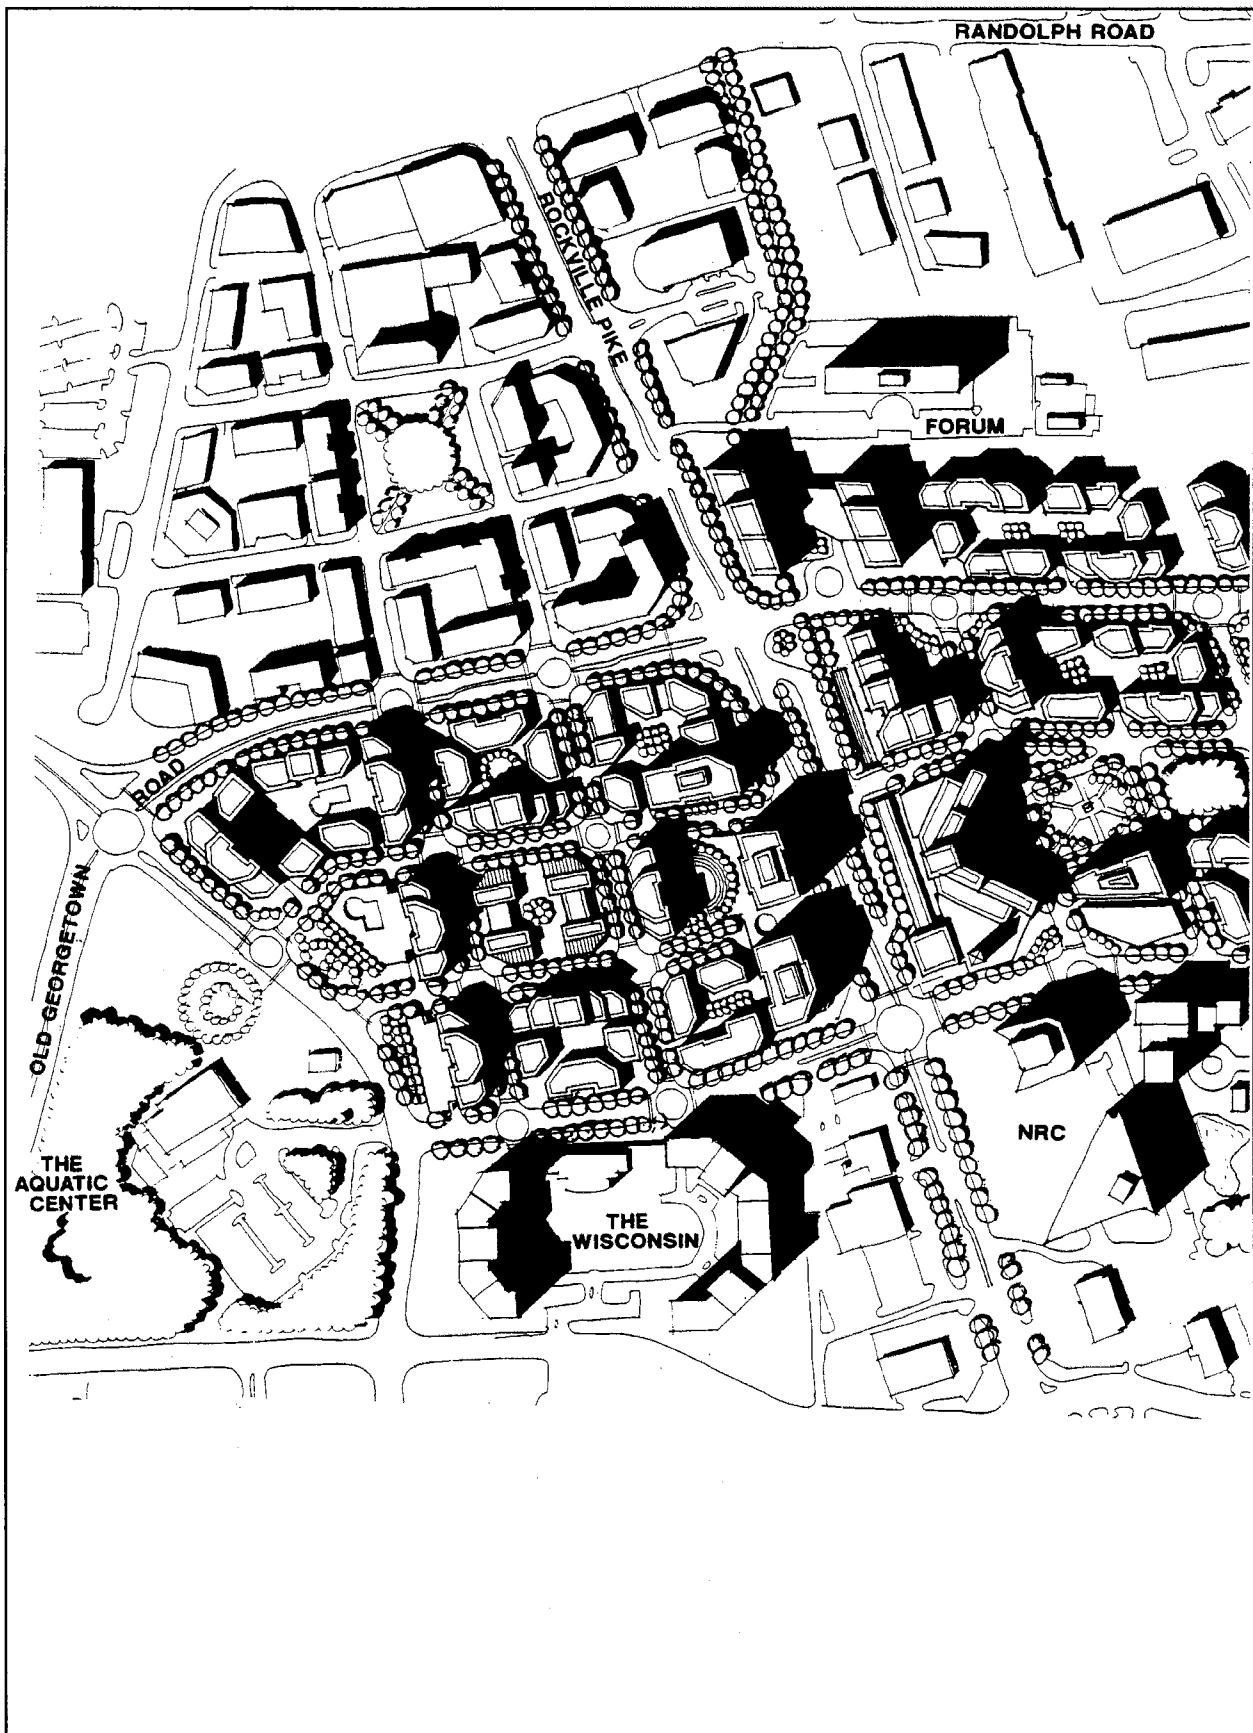 RANDOLPH ROAD
ROCKVILLE PIKE
FORUM
ROAD
OLD GEORGETOWN
NRC
THE
AQUATIC
CENTER
THE
WISCONSIN